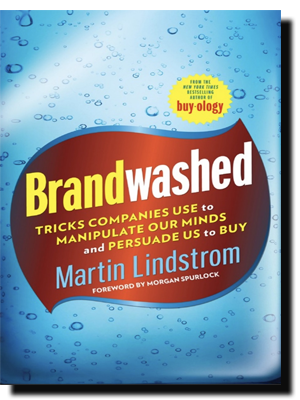 FROM THE
NEW YORK TIMES
BESTSELLING
AUTHOR OF
buy·ology
Brandwashed
TRICKS COMPANIES USE to
MANIPULATE OUR MINDS
and PERSUADE US to BUY
Martin Lindstrom
FOREWORD BY MORGAN SPURLOCK